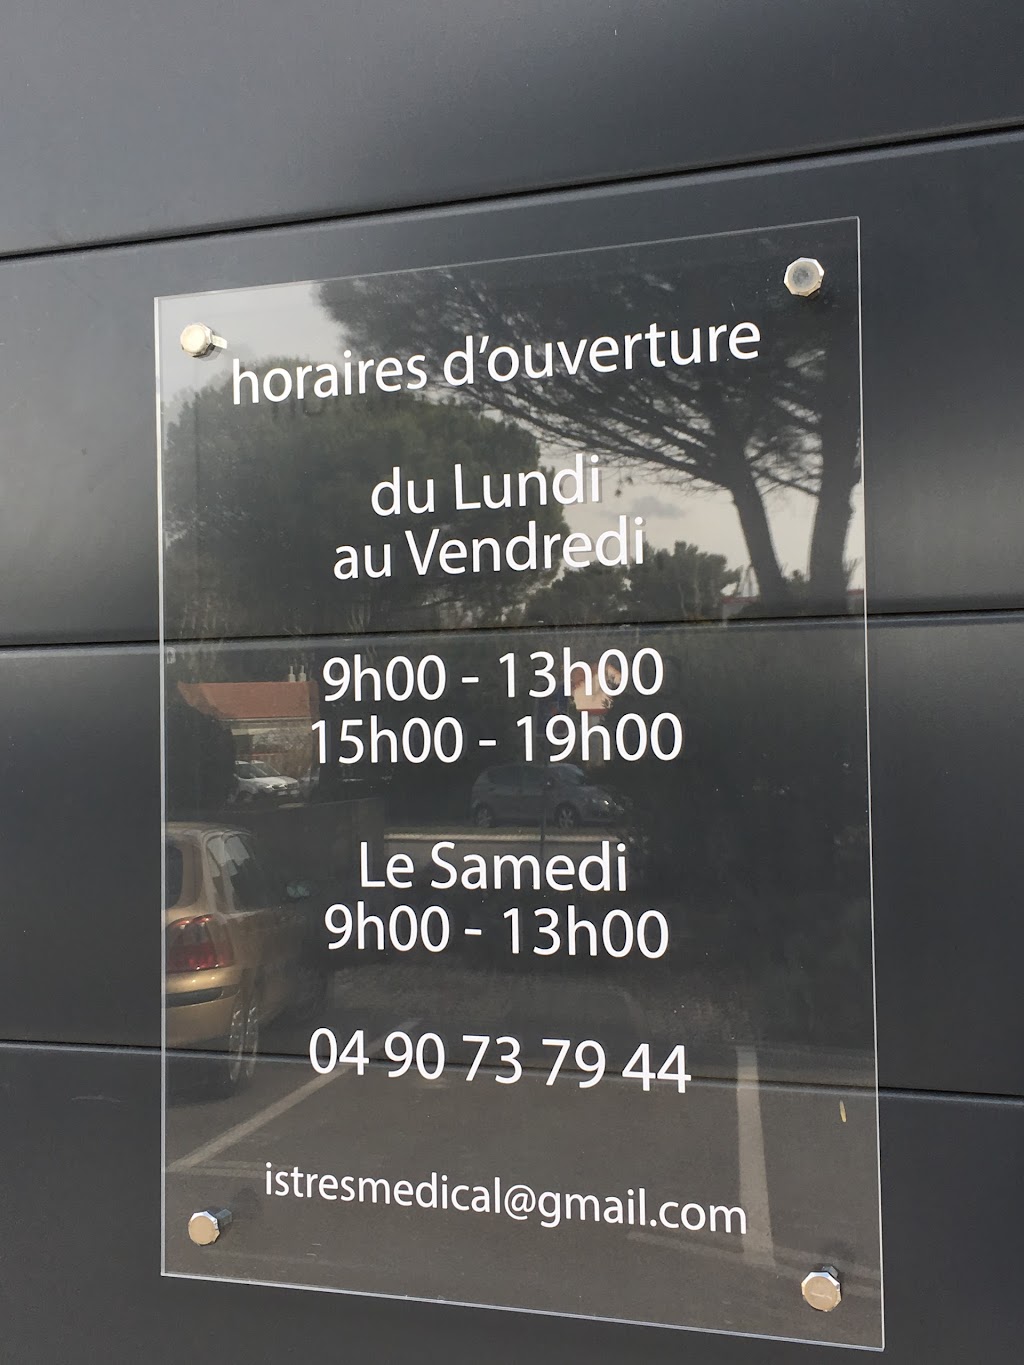 horaires d'ouverture
du Lundi
au Vendredi
9h00 - 13h00
15h00 - 19h00
Le Samedi
9h00 - 13h00
04 90 73 79 44
istresmedical@gmail.com